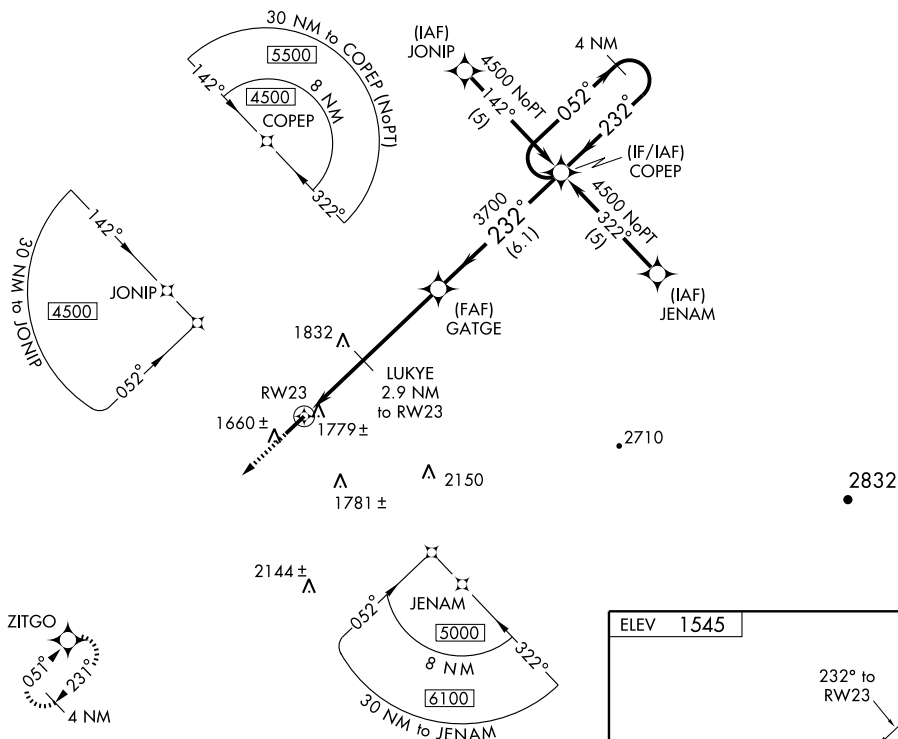 30 NM to COPEP (NoPT)
5500
142°
4500
8 NM
COPEP
322°
(IAF)
JONIP
4500 NoPT
142°
(5)
4 NM
052°
232°
(IF/IAF)
COPEP
4500 NoPT
322°
(5)
(IAF)
JENAM
3700
232°
(6.1)
(FAF)
GATGE
142°
30 NM to JONIP
4500
JONIP
052°
1832
LUKYE
2.9 NM
to RW23
RW23
1660 ±
1779 ±
1781 ±
2150
2710
2832
2144 ±
052°
JENAM
5000
8 NM
322°
6100
30 NM to JENAM
ZITGO
051°
231°
4 NM
ELEV 1545
232° to
RW23